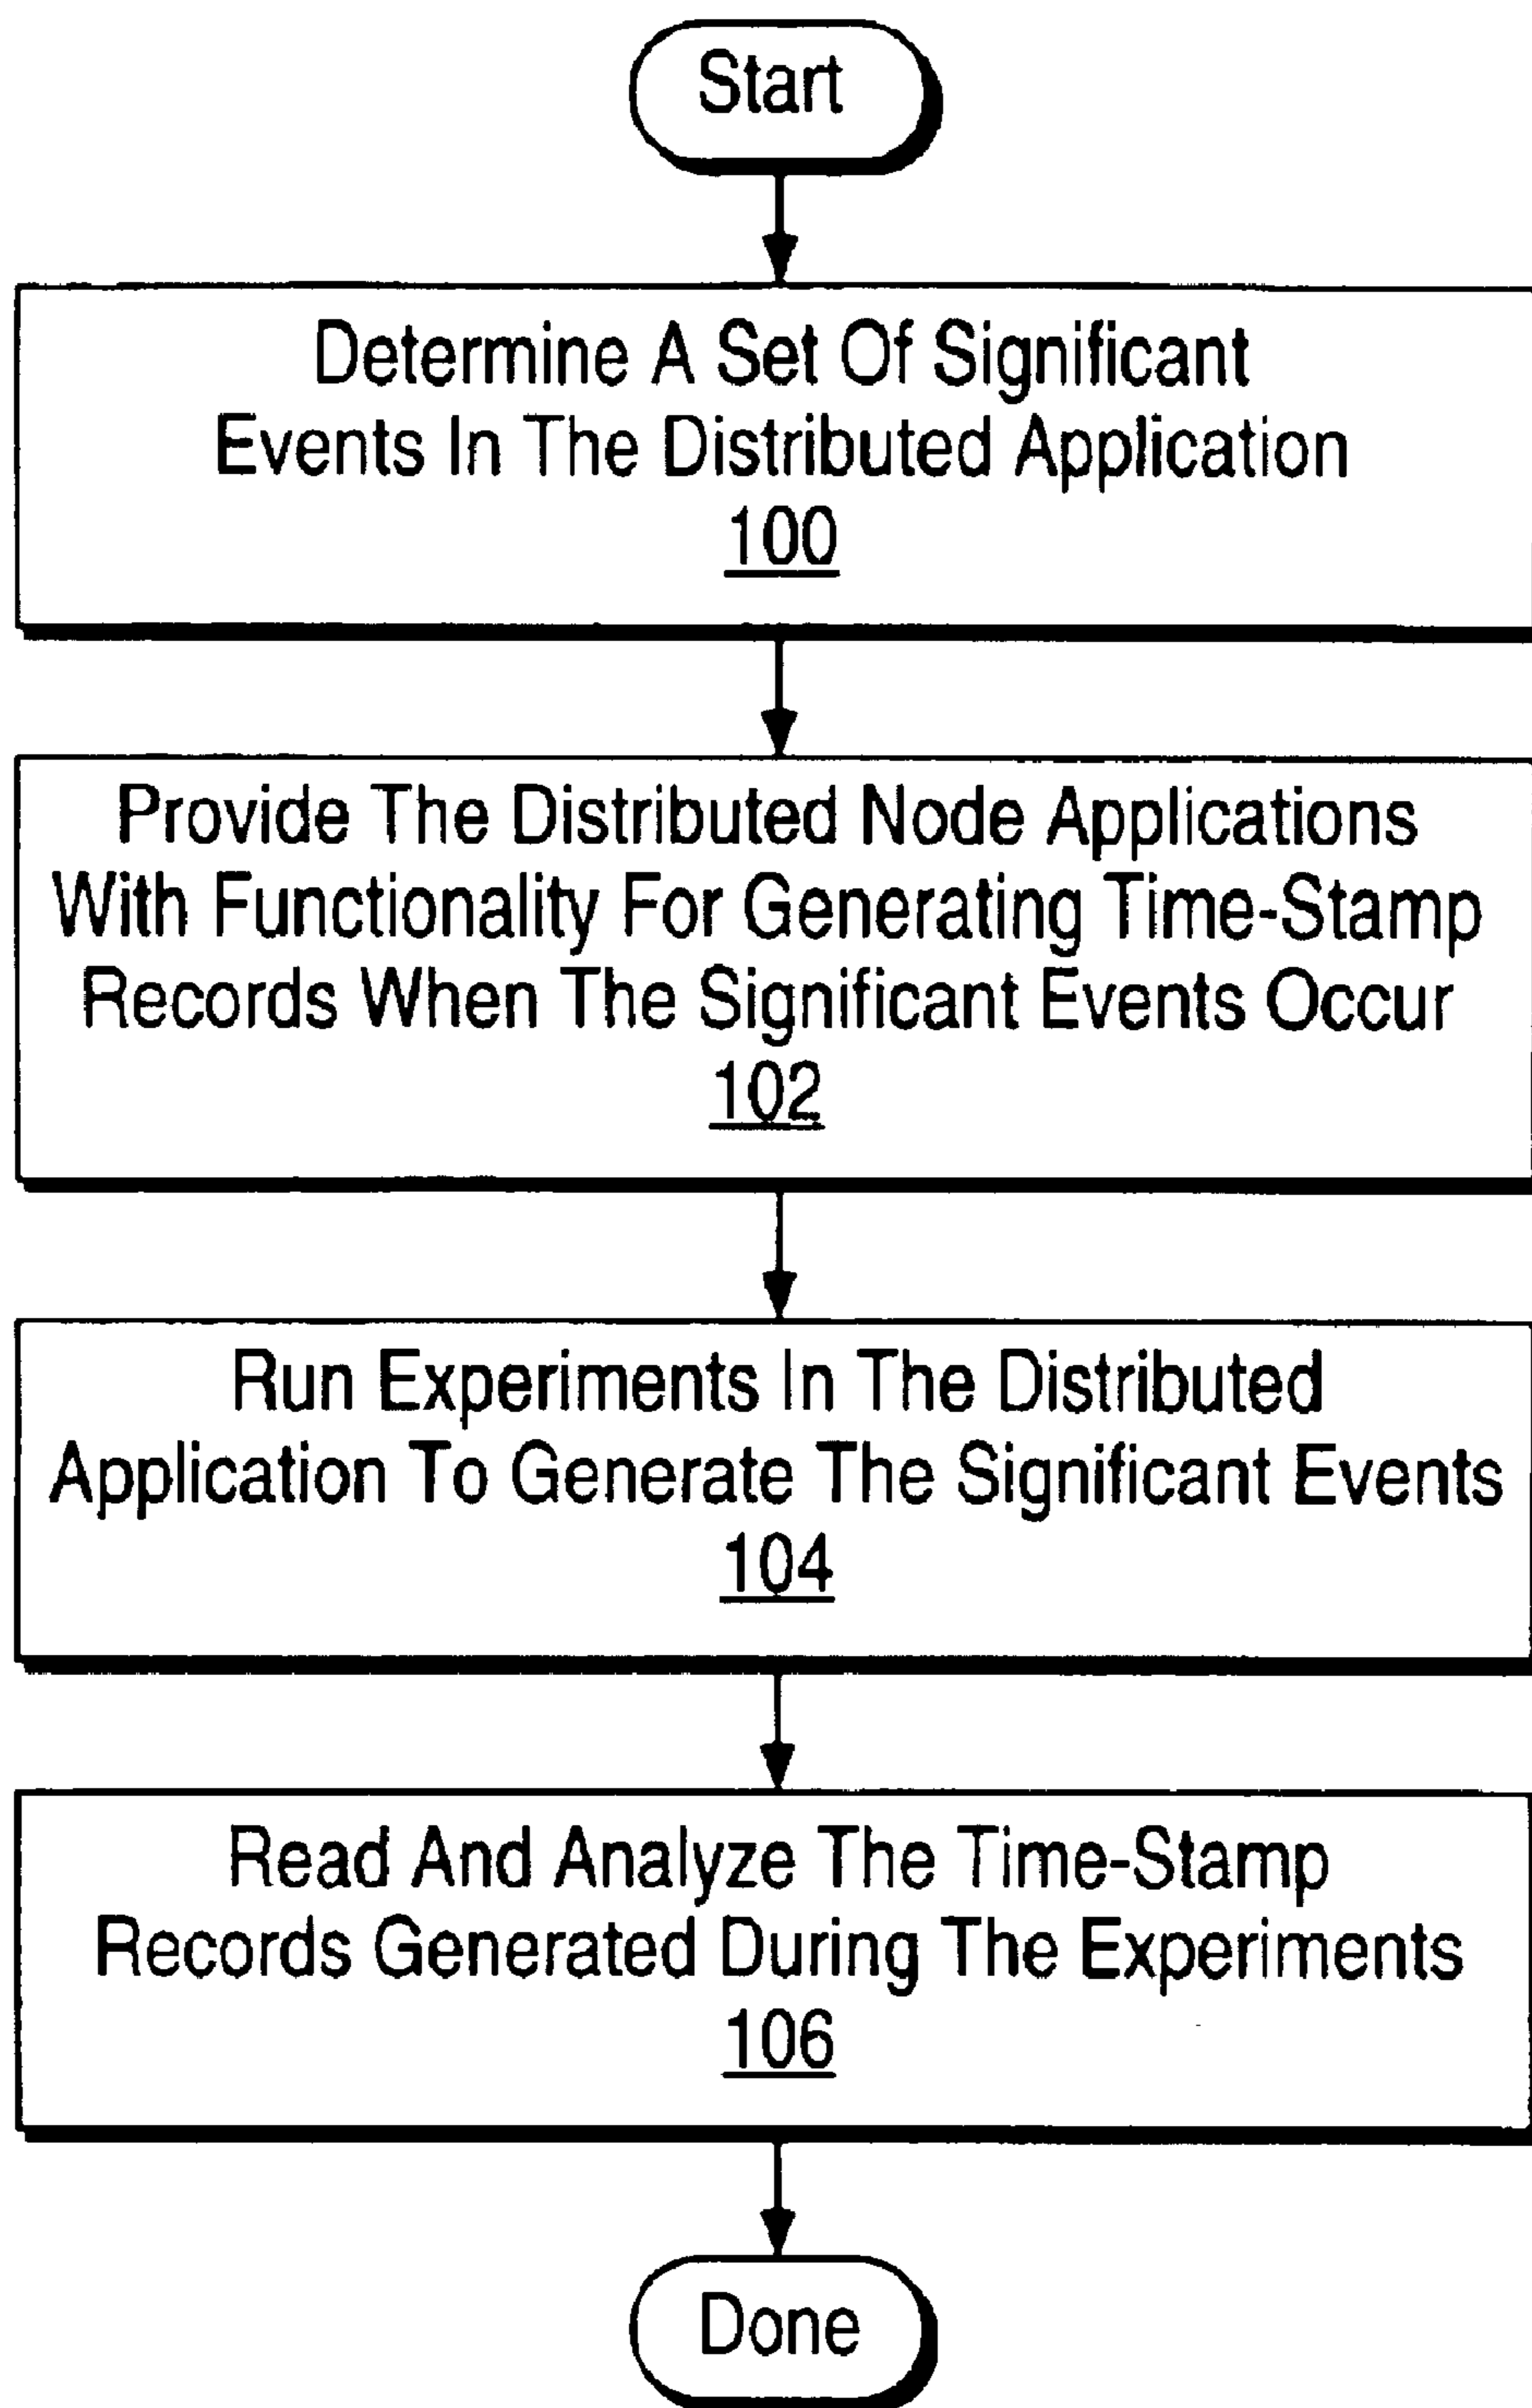 Start
Determine A Set Of Significant
Events In The Distributed Application
100
Provide The Distributed Node Applications
With Functionality For Generating Time-Stamp
Records When The Significant Events Occur
102
Run Experiments In The Distributed
Application To Generate The Significant Events
104
Read And Analyze The Time-Stamp
Records Generated During The Experiments
106
Done